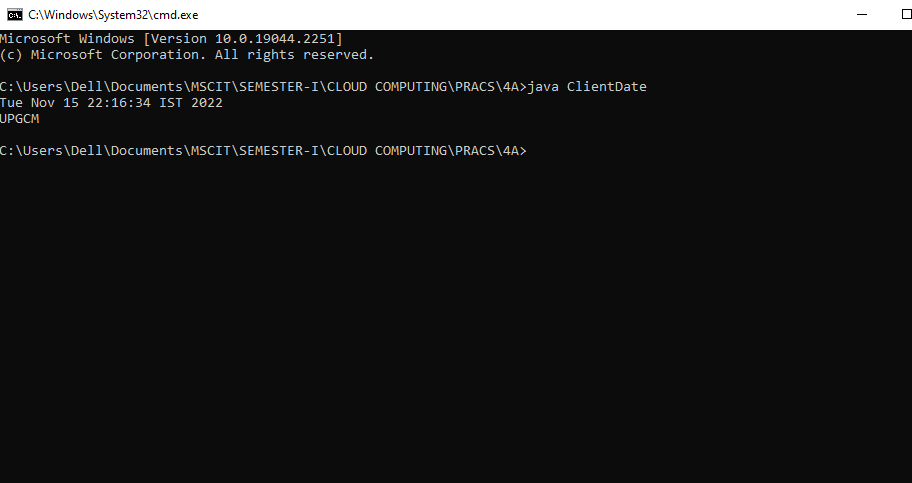 C:\Windows\System32\cmd.exe
Microsoft Windows [Version 10.0.19044.2251]
(c) Microsoft Corporation. All rights reserved.
C:\Users\Dell\Documents\MSCIT\SEMESTER-I\CLOUD COMPUTING\PRACS\4A>java ClientDate
Tue Nov 15 22:16:34 IST 2022
UPGCM
C:\Users\Dell\Documents\MSCIT\SEMESTER-I\CLOUD COMPUTING\PRACS\4A>